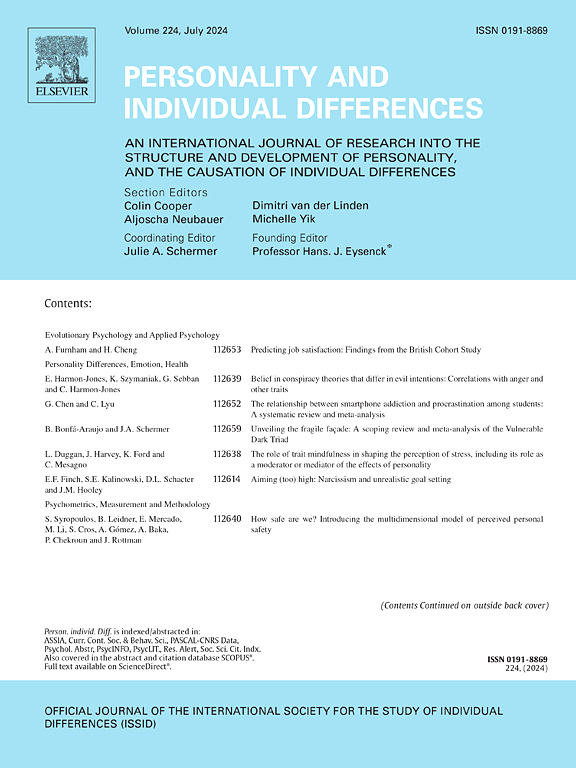 Volume 224, July 2024
ISSN 0191-8869
ELSEVIER
PERSONALITY AND
INDIVIDUAL DIFFERENCES
AN INTERNATIONAL JOURNAL OF RESEARCH INTO THE
STRUCTURE AND DEVELOPMENT OF PERSONALITY,
AND THE CAUSATION OF INDIVIDUAL DIFFERENCES
Section Editors
Colin Cooper
Dimitri van der Linden
Aljoscha Neubauer
Michelle Yik
Coordinating Editor
Founding Editor
Julie A. Schermer
Professor Hans. J. Eysenck*
Contents:
Evolutionary Psychology and Applied Psychology
A. Furnham and H. Cheng 112653 Predicting job satisfaction: Findings from the British Cohort Study
Personality Differences, Emotion, Health
E. Harmon-Jones, K. Szymaniak, G. Sebban 112639 Belief in conspiracy theories that differ in evil intentions: Correlations with anger and
and C. Harmon-Jones other traits
G. Chen and C. Lyu 112652 The relationship between smartphone addiction and procrastination among students:
A systematic review and meta-analysis
B. Bonfá-Araujo and J.A. Schermer 112659 Unveiling the fragile façade: A scoping review and meta-analysis of the Vulnerable
Dark Triad
L. Duggan, J. Harvey, K. Ford and 112638 The role of trait mindfulness in shaping the perception of stress, including its role as
C. Mesagno a moderator or mediator of the effects of personality
E.F. Finch, S.E. Kalinowski, D.L. Schacter 112614 Aiming (too) high: Narcissism and unrealistic goal setting
and J.M. Hooley
Psychometrics, Measurement and Methodology
S. Syropoulos, B. Leidner, E. Mercado, 112640 How safe are we? Introducing the multidimensional model of perceived personal
M. Li, S. Cros, A. Gómez, A. Baka, safety
P. Chekroun and J. Rottman
(Contents Continued on outside back cover)
Person. individ. Diff. is indexed/abstracted in:
ASSIA, Curr. Cont. Soc. & Behav. Sci., PASCAL-CNRS Data,
Psychol. Abstr, PsycINFO, PsycLIT., Res. Alert, Soc. Sci. Cit. Indx.
Also covered in the abstract and citation database SCOPUS®.
Full text available on ScienceDirect®.
ISSN 0191-8869
224, (2024)
OFFICIAL JOURNAL OF THE INTERNATIONAL SOCIETY FOR THE STUDY OF INDIVIDUAL
DIFFERENCES (ISSID)